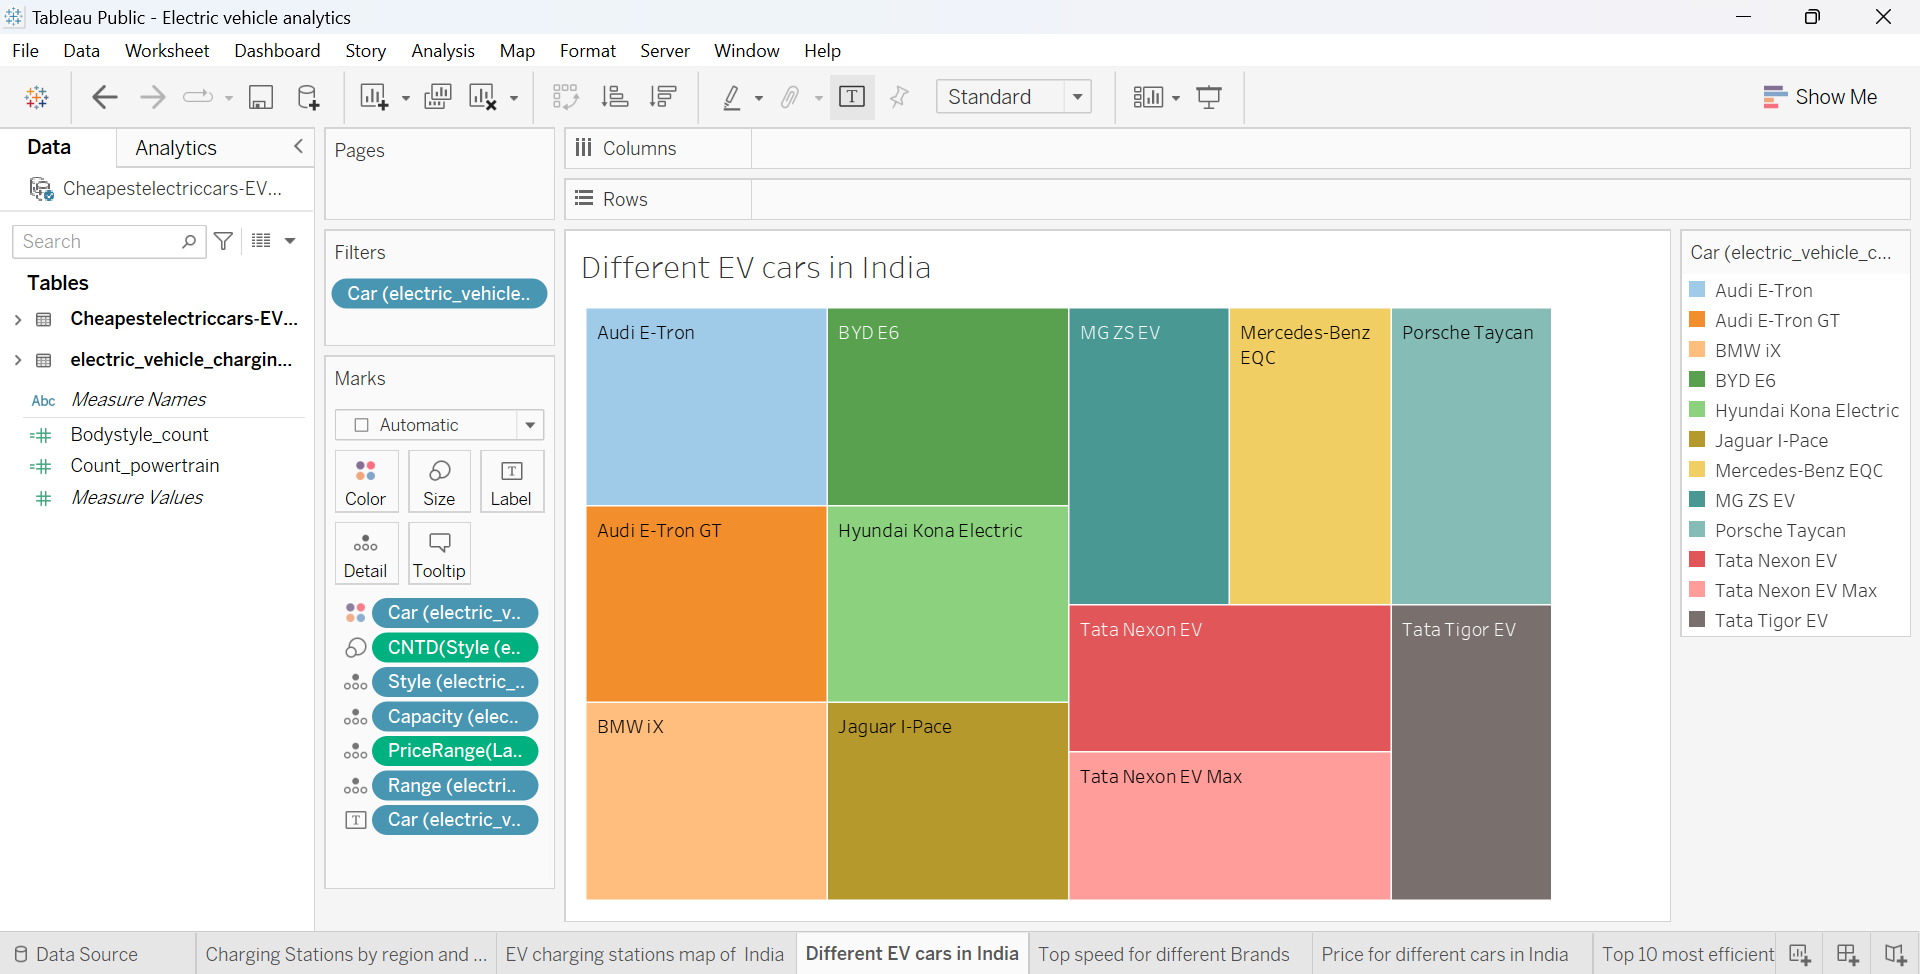 Tableau Public - Electric vehicle analytics
File Data Worksheet Dashboard Story Analysis Map Format Server Window Help
Standard
Show Me
Data Analytics
Cheapestelectriccars-EV...
Search
Tables
Cheapestelectriccars-EV...
electric_vehicle_chargin...
Abc Measure Names
Bodystyle_count
Count_powertrain
Measure Values
Pages
Filters
Car (electric_vehicle..
Marks
Automatic
Color Size Label
Detail Tooltip
Car (electric_v..
CNTD(Style (e..
Style (electric_..
Capacity (elec..
PriceRange(La..
Range (electri..
Car (electric_v..
Columns
Rows
Different EV cars in India
Audi E-Tron
Audi E-Tron GT
BMW iX
BYD E6
Hyundai Kona Electric
Jaguar I-Pace
MG ZS EV
Mercedes-Benz
EQC
Porsche Taycan
Tata Nexon EV
Tata Nexon EV Max
Tata Tigor EV
Car (electric_vehicle_c...
Audi E-Tron
Audi E-Tron GT
BMW iX
BYD E6
Hyundai Kona Electric
Jaguar I-Pace
Mercedes-Benz EQC
MG ZS EV
Porsche Taycan
Tata Nexon EV
Tata Nexon EV Max
Tata Tigor EV
Data Source Charging Stations by region and ... EV charging stations map of India Different EV cars in India Top speed for different Brands Price for different cars in India Top 10 most efficient